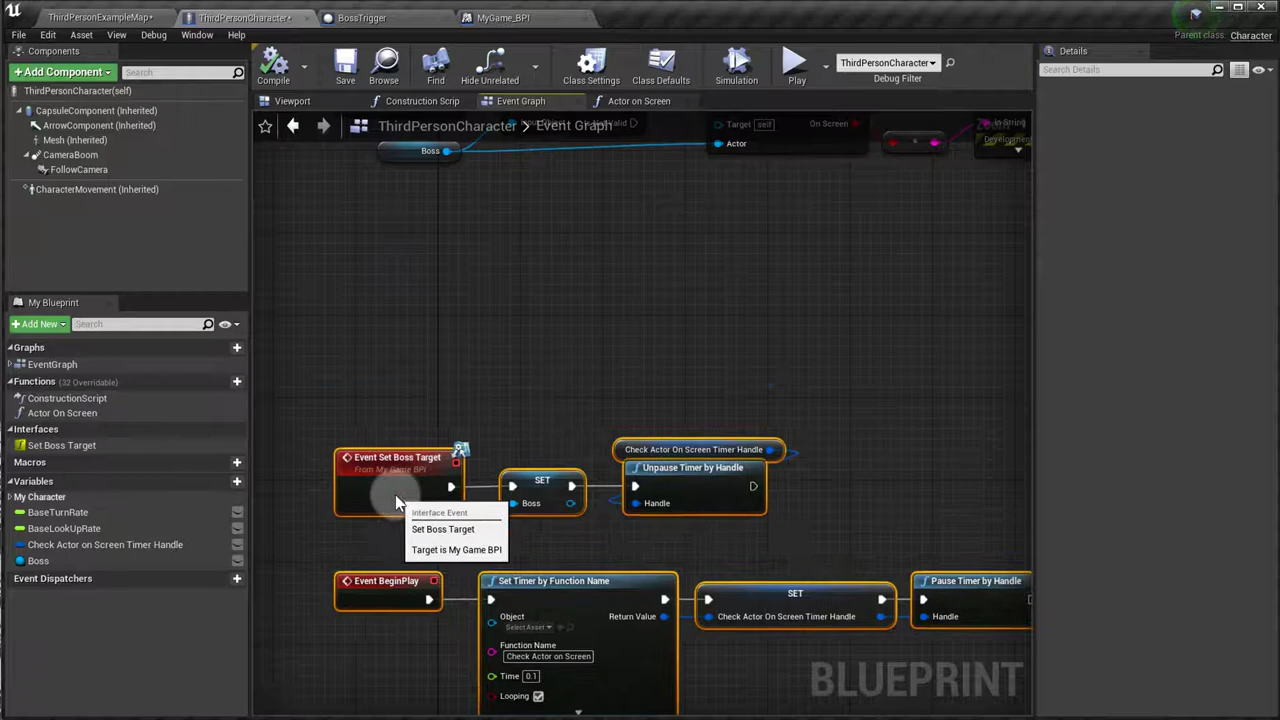 ThirdPersonExampleMap*
ThirdPersonCharacter*
BossTrigger
MyGame_BPI
File Edit Asset View Debug Window Help
Parent class: Character
Components
Details
+Add Component
Search
Compile
Save
Browse
Find
Hide Unrelated
Class Settings
Class Defaults
Simulation
Play
ThirdPersonCharacter
Debug Filter
Search Details
ThirdPersonCharacter(self)
CapsuleComponent (Inherited)
ArrowComponent (Inherited)
Mesh (Inherited)
CameraBoom
FollowCamera
CharacterMovement (Inherited)
Viewport
Construction Scrip
Event Graph
Actor on Screen
ThirdPersonCharacter > Event Graph
Target self
On Screen
In String
Boss
Actor
My Blueprint
+Add New
Search
Graphs
EventGraph
Functions (32 Overridable)
ConstructionScript
Actor On Screen
Interfaces
Set Boss Target
Macros
Variables
My Character
BaseTurnRate
BaseLookUpRate
Check Actor on Screen Timer Handle
Boss
Event Dispatchers
Event Set Boss Target
From My Game BPI
SET
Boss
Check Actor On Screen Timer Handle
Unpause Timer by Handle
Handle
Interface Event
Set Boss Target
Target is My Game BPI
Event BeginPlay
Set Timer by Function Name
Object
Select Asset
Return Value
Function Name
Check Actor on Screen
Time 0.1
Looping
SET
Check Actor On Screen Timer Handle
Pause Timer by Handle
Handle
BLUEPRINT